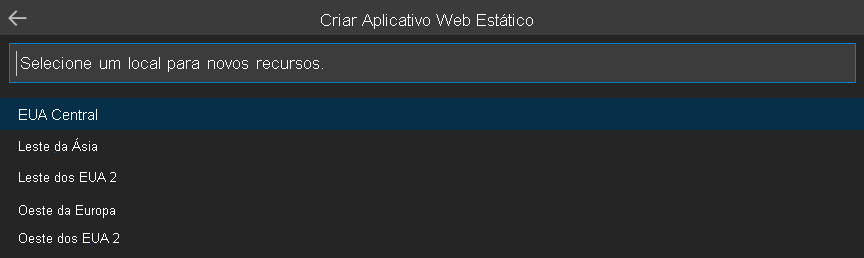 Criar Aplicativo Web Estático
Selecione um local para novos recursos.
EUA Central
Leste da Ásia
Leste dos EUA 2
Oeste da Europa
Oeste dos EUA 2